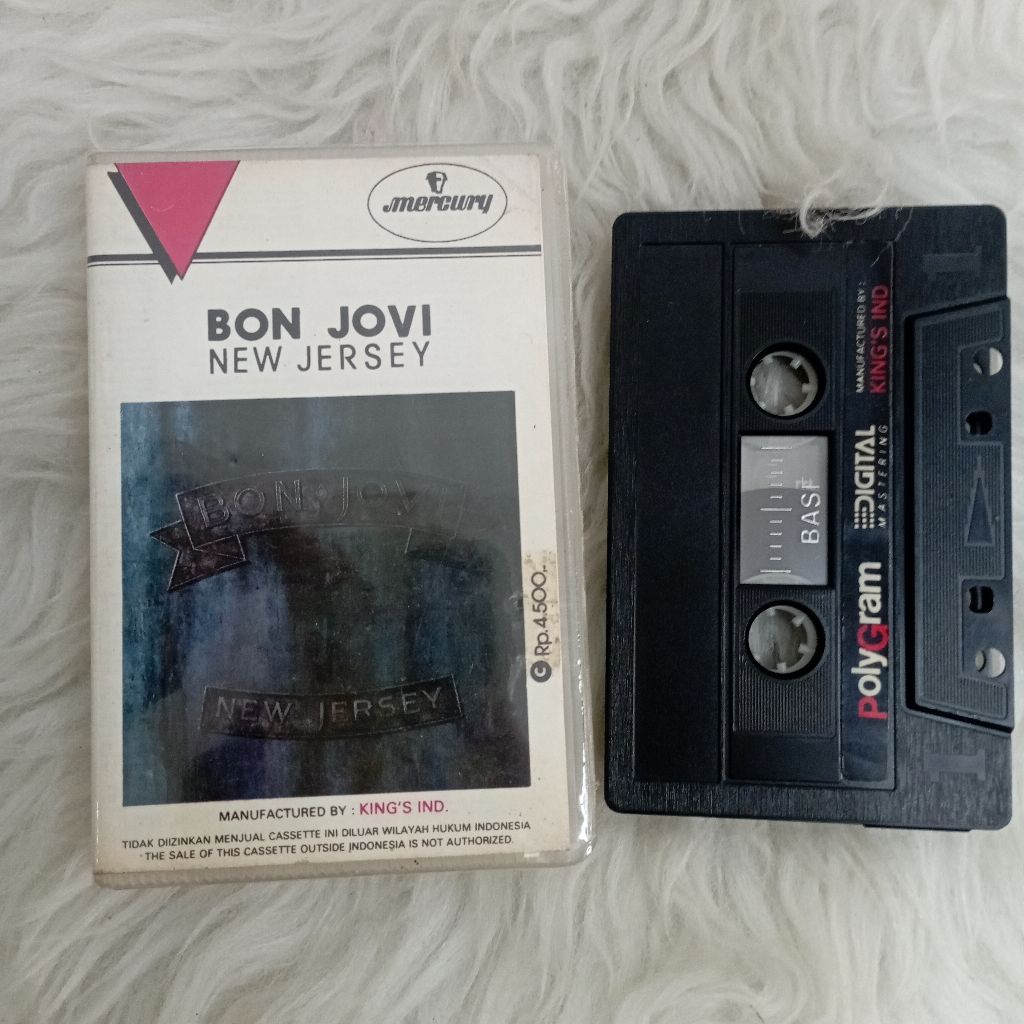 mercury
BON JOVI
NEW JERSEY
BON JOVI
NEW JERSEY
© Rp.4.500,-
MANUFACTURED BY : KING'S IND.
TIDAK DIIZINKAN MENJUAL CASSETTE INI DILUAR WILAYAH HUKUM INDONESIA
THE SALE OF THIS CASSETTE OUTSIDE INDONESIA IS NOT AUTHORIZED.
PolyGram
DIGITAL
MASTERING
MANUFACTURED BY :
KING'S IND
BASF
1
1